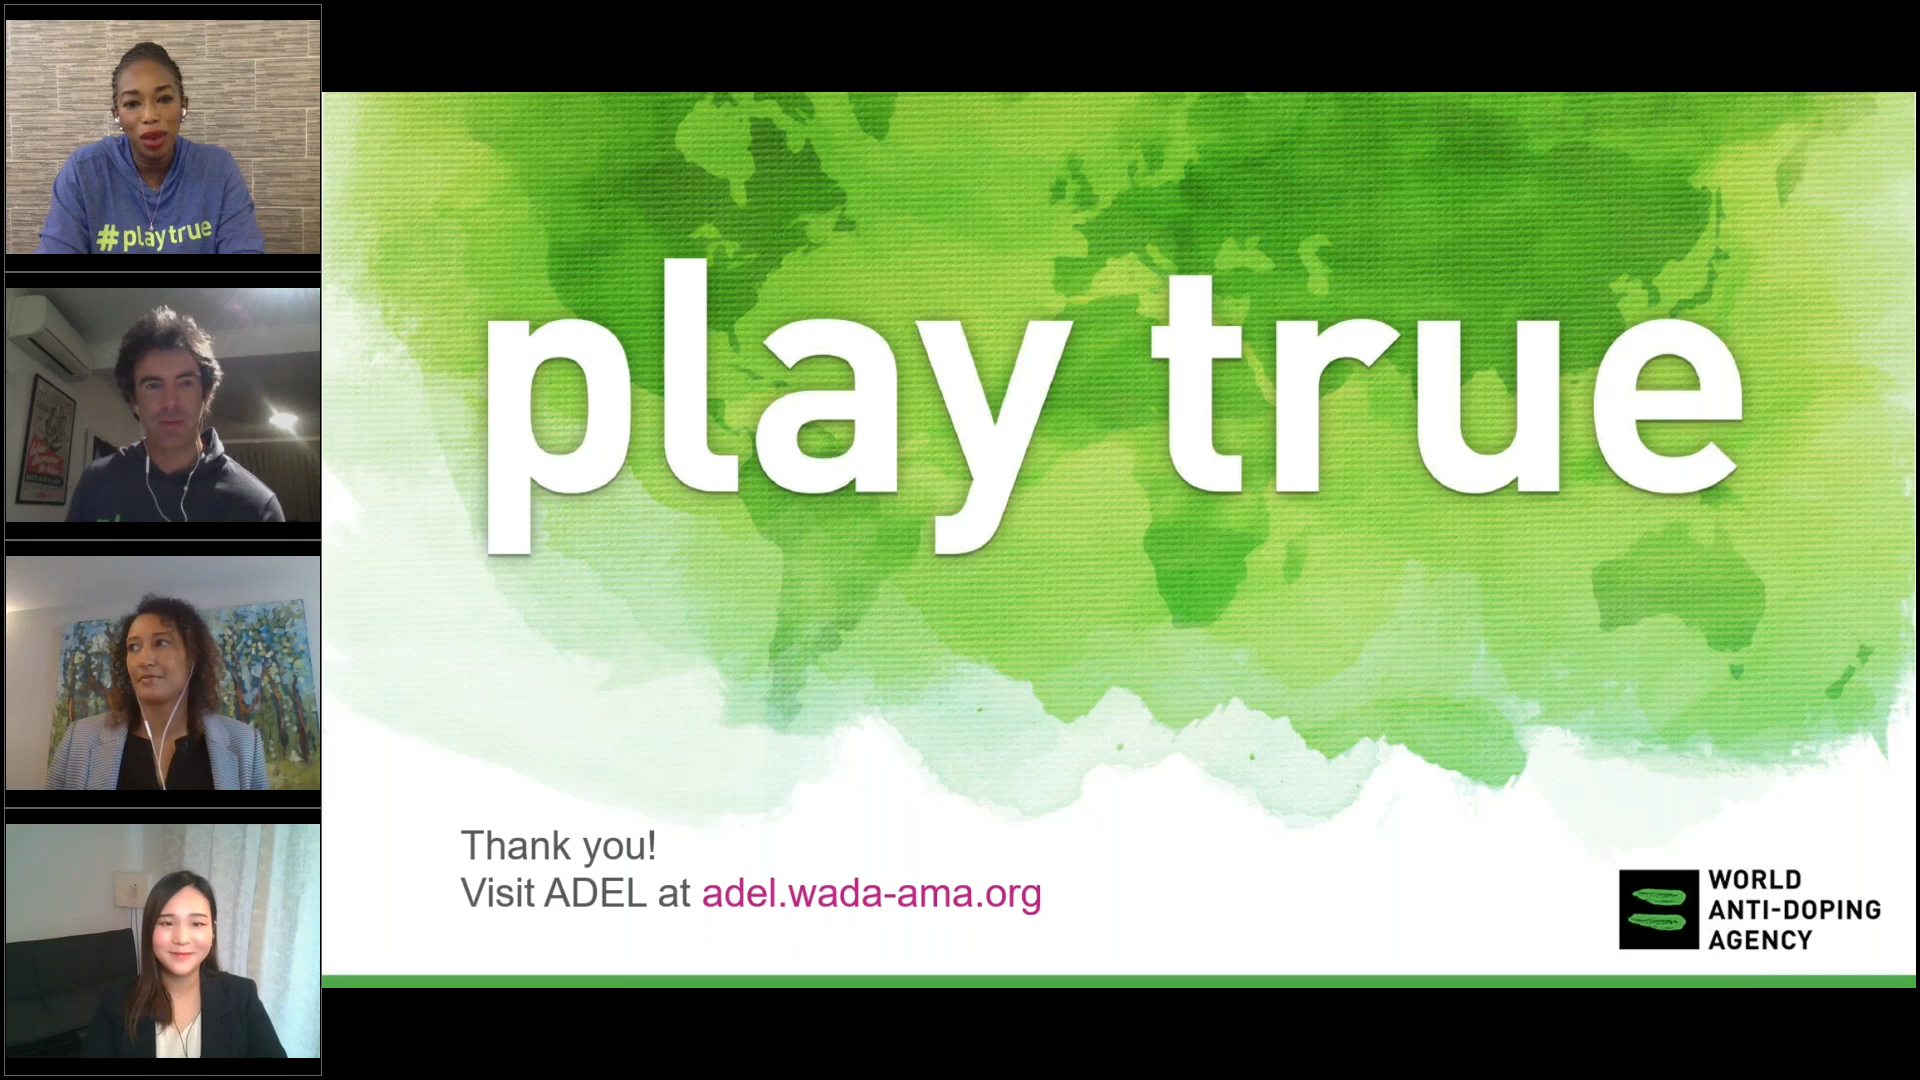 #playtrue
play true
Thank you!
Visit ADEL at adel.wada-ama.org
WORLD
ANTI-DOPING
AGENCY